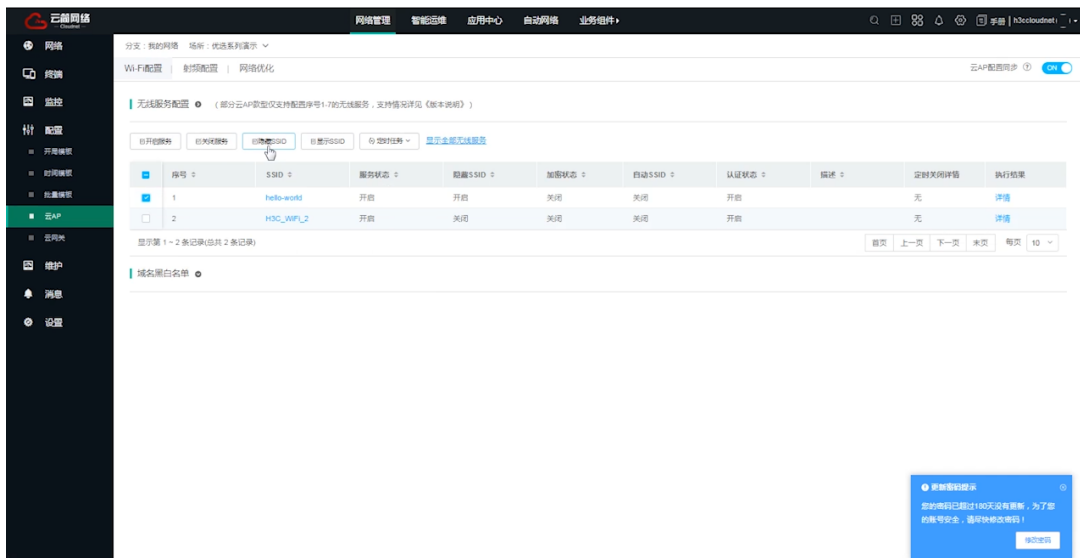 云简网络
Cloudnet
网络管理 智能运维 应用中心 自动网络 业务组件
手册 | h3ccloudnet
网络
终端
监控
配置
开局模板
时间模板
批量模板
云AP
云网关
维护
消息
设置
分支：我的网络 场所：优选系列演示
Wi-Fi配置 | 射频配置 | 网络优化
云AP配置同步 ON
无线服务配置 （部分云AP款型仅支持配置序号1-7的无线服务，支持情况详见《版本说明》）
开启服务 关闭服务 隐藏SSID 显示SSID 定时任务 显示全部无线服务
序号 SSID 服务状态 隐藏SSID 加密状态 自动SSID 认证状态 描述 定时关闭详情 执行结果
1 hello-world 开启 开启 关闭 关闭 开启 无 详情
2 H3C_WiFi_2 开启 关闭 关闭 关闭 开启 无 详情
显示第 1 ~ 2 条记录(总共 2 条记录)
首页 上一页 下一页 末页 每页 10
域名黑白名单
更新密码提示
您的密码已超过180天没有更新，为了您
的账号安全，请尽快修改密码！
修改密码